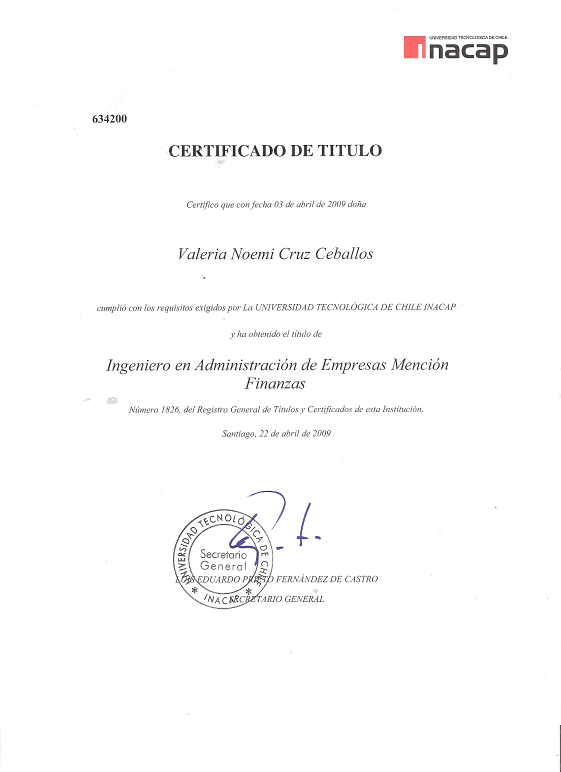 UNIVERSIDAD TECNOLOGICA DE CHILE
inacap
634200
CERTIFICADO DE TITULO
Certifico que con fecha 03 de abril de 2009 doña
Valeria Noemi Cruz Ceballos
cumplió con los requisitos exigidos por La UNIVERSIDAD TECNOLÓGICA DE CHILE INACAP
y ha obtenido el título de
Ingeniero en Administración de Empresas Mención
Finanzas
Número 1826, del Registro General de Títulos y Certificados de esta Institución.
Santiago, 22 de abril de 2009
UNIVERSIDAD TECNOLÓGICA DE CHILE
Secretario
General
* INACAP *
LUIS EDUARDO PRIETO FERNÁNDEZ DE CASTRO
SECRETARIO GENERAL